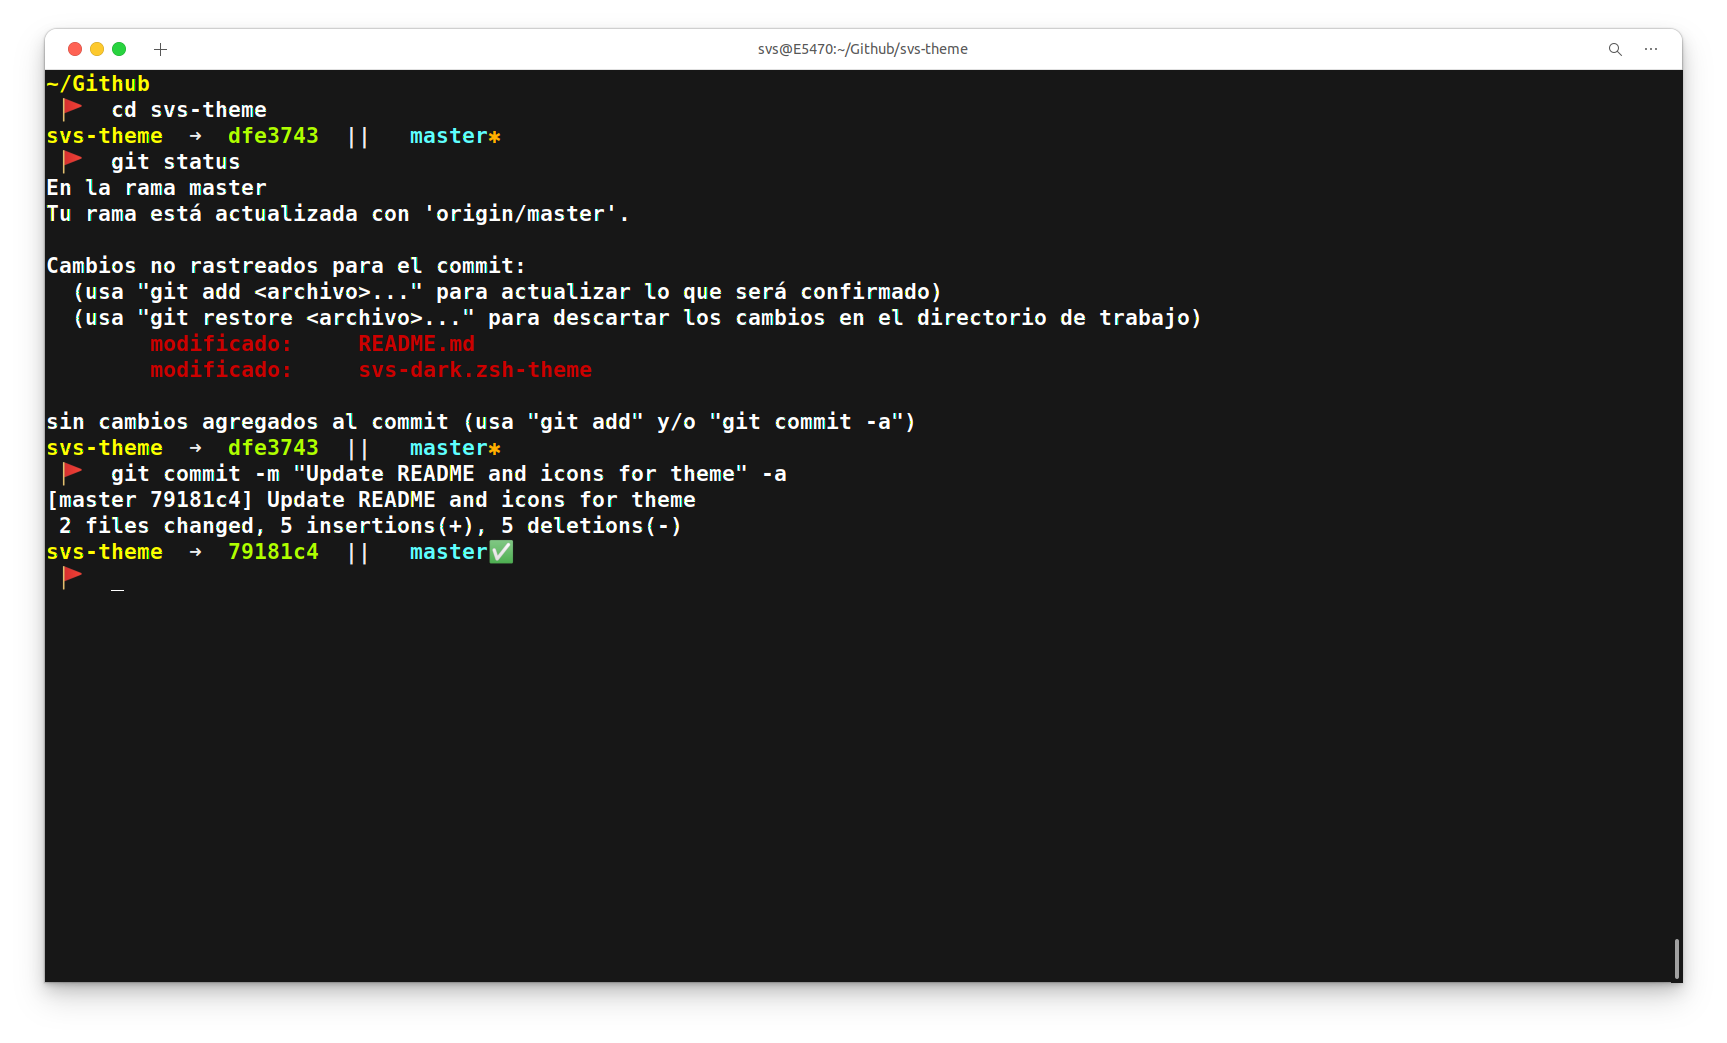 svs@E5470:~/Github/svs-theme
~/Github
🚩 cd svs-theme
svs-theme → dfe3743 || master✱
🚩 git status
En la rama master
Tu rama está actualizada con 'origin/master'.
Cambios no rastreados para el commit:
(usa "git add <archivo>..." para actualizar lo que será confirmado)
(usa "git restore <archivo>..." para descartar los cambios en el directorio de trabajo)
modificado: README.md
modificado: svs-dark.zsh-theme
sin cambios agregados al commit (usa "git add" y/o "git commit -a")
svs-theme → dfe3743 || master✱
🚩 git commit -m "Update README and icons for theme" -a
[master 79181c4] Update README and icons for theme
2 files changed, 5 insertions(+), 5 deletions(-)
svs-theme → 79181c4 || master✅
🚩 _